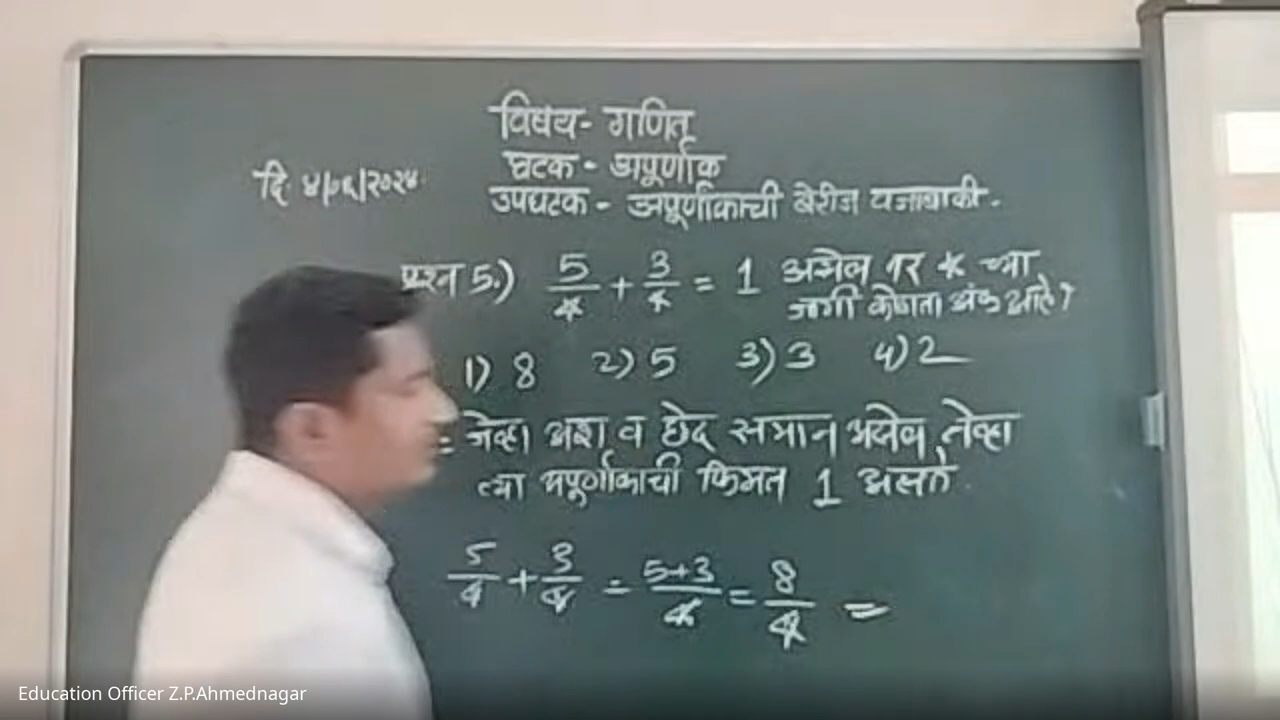 विषय- गणित
घटक - अपूर्णांक
दि ४/०६/२०२४
उपघटक - अपूर्णांकाची बेरीज वजाबाकी.
प्रश्न 5.) 5/* + 3/* = 1 असेल तर * च्या
जागी कोणता अंक आहे?
1) 8 2) 5 3) 3 4) 2
= जेव्हा अंश व छेद समान असेल तेव्हा
त्या अपूर्णांकाची किंमत 1 असते.
5/* + 3/* = 5+3/* = 8/* =
Education Officer Z.P.Ahmednagar